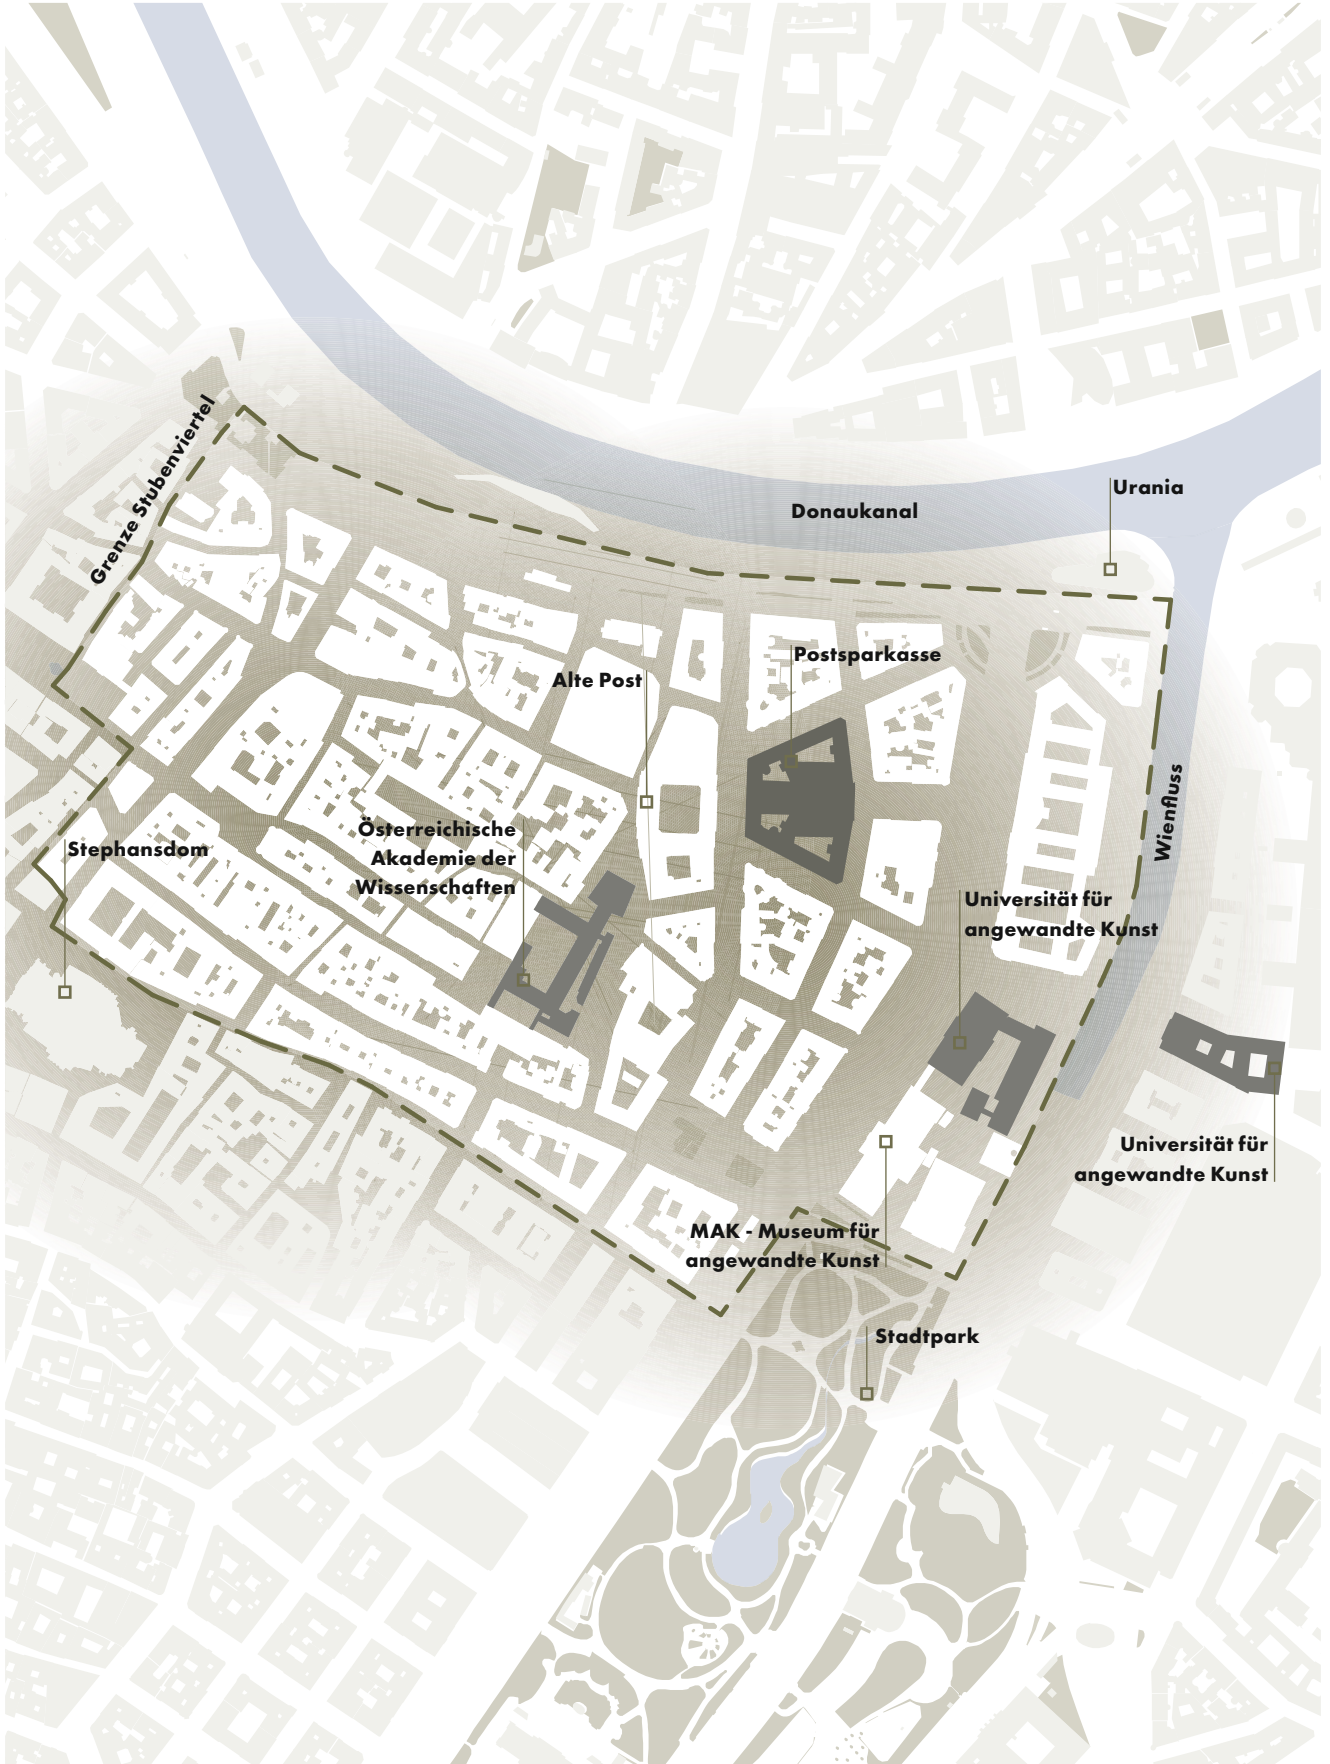 Grenze Stubenviertel
Donaukanal
Urania
Postsparkasse
Alte Post
Wienfluss
Österreichische
Akademie der
Wissenschaften
Stephansdom
Universität für
angewandte Kunst
Universität für
angewandte Kunst
MAK - Museum für
angewandte Kunst
Stadtpark